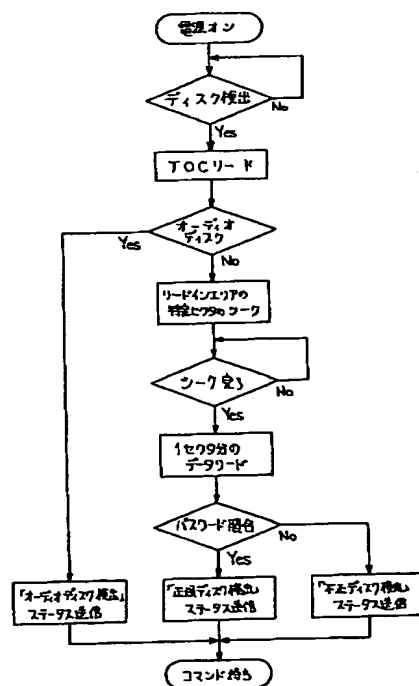 電源オン
ディスク検出
No
Yes
TOCリード
オーディオ
ディスク
Yes
No
リードインエリアの
特定セクタのシーク
シーク完了
No
Yes
1セクタ分の
データリード
パスワード照合
No
Yes
「オーディオディスク検出」
ステータス送信
「正規ディスク検出」
ステータス送信
「不正ディスク検出」
ステータス送信
コマンド待ち